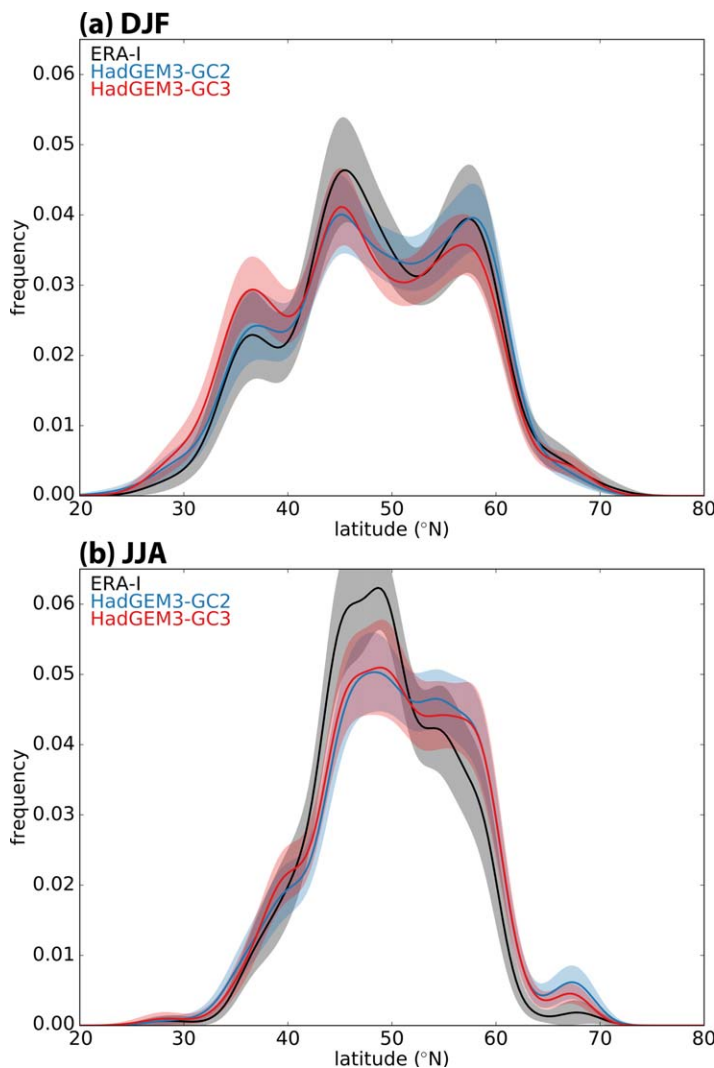 (a) DJF
ERA-I
HadGEM3-GC2
HadGEM3-GC3
0.06
0.05
0.04
0.03
0.02
0.01
0.00
frequency
20 30 40 50 60 70 80
latitude (°N)
(b) JJA
ERA-I
HadGEM3-GC2
HadGEM3-GC3
0.06
0.05
0.04
0.03
0.02
0.01
0.00
frequency
20 30 40 50 60 70 80
latitude (°N)